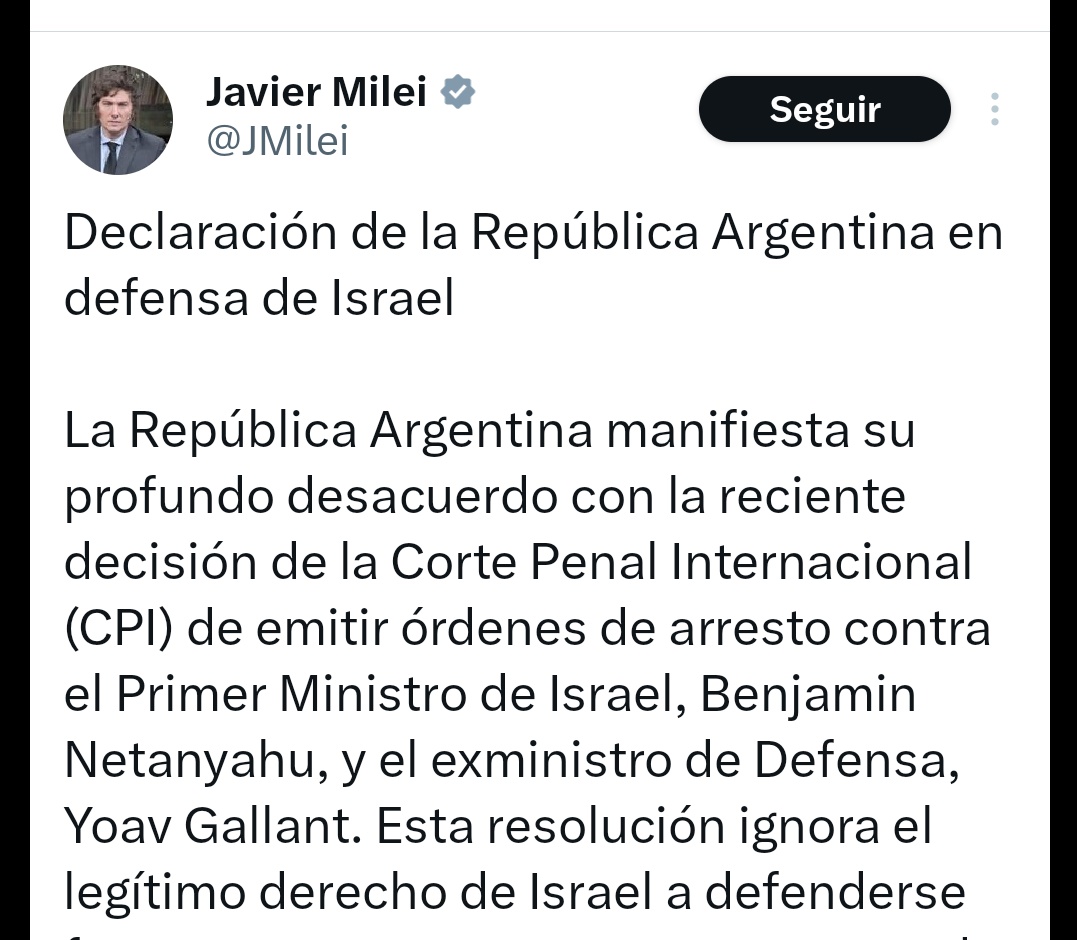 Javier Milei
@JMilei
Seguir
Declaración de la República Argentina en
defensa de Israel
La República Argentina manifiesta su
profundo desacuerdo con la reciente
decisión de la Corte Penal Internacional
(CPI) de emitir órdenes de arresto contra
el Primer Ministro de Israel, Benjamin
Netanyahu, y el exministro de Defensa,
Yoav Gallant. Esta resolución ignora el
legítimo derecho de Israel a defenderse